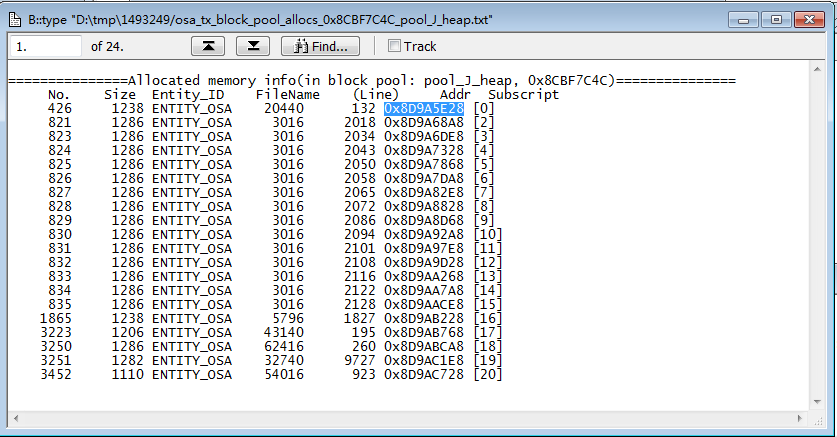 B::type "D:\tmp\1493249/osa_tx_block_pool_allocs_0x8CBF7C4C_pool_J_heap.txt"
1. of 24. Find... Track
===============Allocated memory info(in block pool: pool_J_heap, 0x8CBF7C4C)===============
No. Size Entity_ID FileName (Line) Addr Subscript
426 1238 ENTITY_OSA 20440 132 0x8D9A5E28 [0]
821 1286 ENTITY_OSA 3016 2018 0x8D9A68A8 [2]
823 1286 ENTITY_OSA 3016 2034 0x8D9A6DE8 [3]
824 1286 ENTITY_OSA 3016 2043 0x8D9A7328 [4]
825 1286 ENTITY_OSA 3016 2050 0x8D9A7868 [5]
826 1286 ENTITY_OSA 3016 2058 0x8D9A7DA8 [6]
827 1286 ENTITY_OSA 3016 2065 0x8D9A82E8 [7]
828 1286 ENTITY_OSA 3016 2072 0x8D9A8828 [8]
829 1286 ENTITY_OSA 3016 2086 0x8D9A8D68 [9]
830 1286 ENTITY_OSA 3016 2094 0x8D9A92A8 [10]
831 1286 ENTITY_OSA 3016 2101 0x8D9A97E8 [11]
832 1286 ENTITY_OSA 3016 2108 0x8D9A9D28 [12]
833 1286 ENTITY_OSA 3016 2116 0x8D9AA268 [13]
834 1286 ENTITY_OSA 3016 2122 0x8D9AA7A8 [14]
835 1286 ENTITY_OSA 3016 2128 0x8D9AACE8 [15]
1865 1238 ENTITY_OSA 5796 1827 0x8D9AB228 [16]
3223 1206 ENTITY_OSA 43140 195 0x8D9AB768 [17]
3250 1286 ENTITY_OSA 62416 260 0x8D9ABCA8 [18]
3251 1282 ENTITY_OSA 32740 9727 0x8D9AC1E8 [19]
3452 1110 ENTITY_OSA 54016 923 0x8D9AC728 [20]